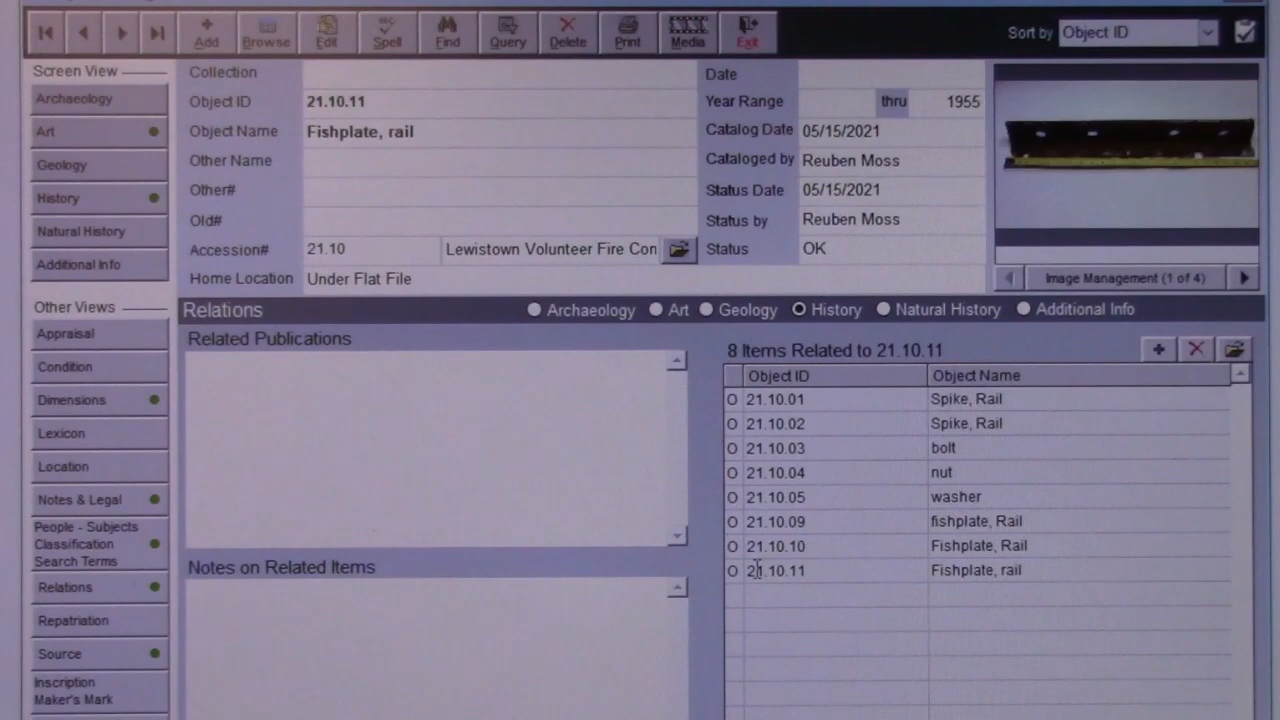 Add Browse Edit Spell Find Query Delete Print Media Exit Sort by Object ID
Screen View
Archaeology
Art
Geology
History
Natural History
Additional Info
Other Views
Appraisal
Condition
Dimensions
Lexicon
Location
Notes & Legal
People - Subjects
Classification
Search Terms
Relations
Repatriation
Source
Inscription
Maker's Mark
Collection
Object ID 21.10.11
Object Name Fishplate, rail
Other Name
Other#
Old#
Accession# 21.10 Lewistown Volunteer Fire Con
Home Location Under Flat File
Date
Year Range thru 1955
Catalog Date 05/15/2021
Cataloged by Reuben Moss
Status Date 05/15/2021
Status by Reuben Moss
Status OK
Image Management (1 of 4)
Relations Archaeology Art Geology History Natural History Additional Info
Related Publications
Notes on Related Items
8 Items Related to 21.10.11
Object ID Object Name
O 21.10.01 Spike, Rail
O 21.10.02 Spike, Rail
O 21.10.03 bolt
O 21.10.04 nut
O 21.10.05 washer
O 21.10.09 fishplate, Rail
O 21.10.10 Fishplate, Rail
O 21.10.11 Fishplate, rail